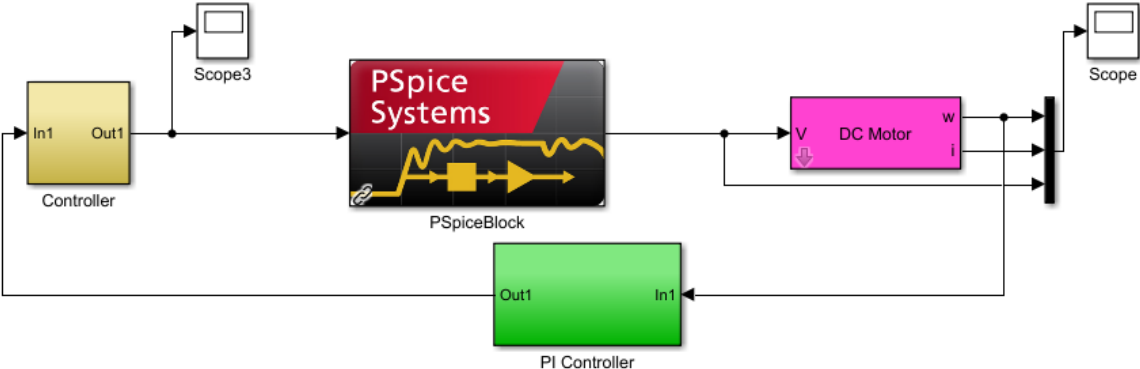 Scope3
Scope
PSpice
Systems
In1
Out1
Controller
V
DC Motor
w
i
PSpiceBlock
Out1
In1
PI Controller